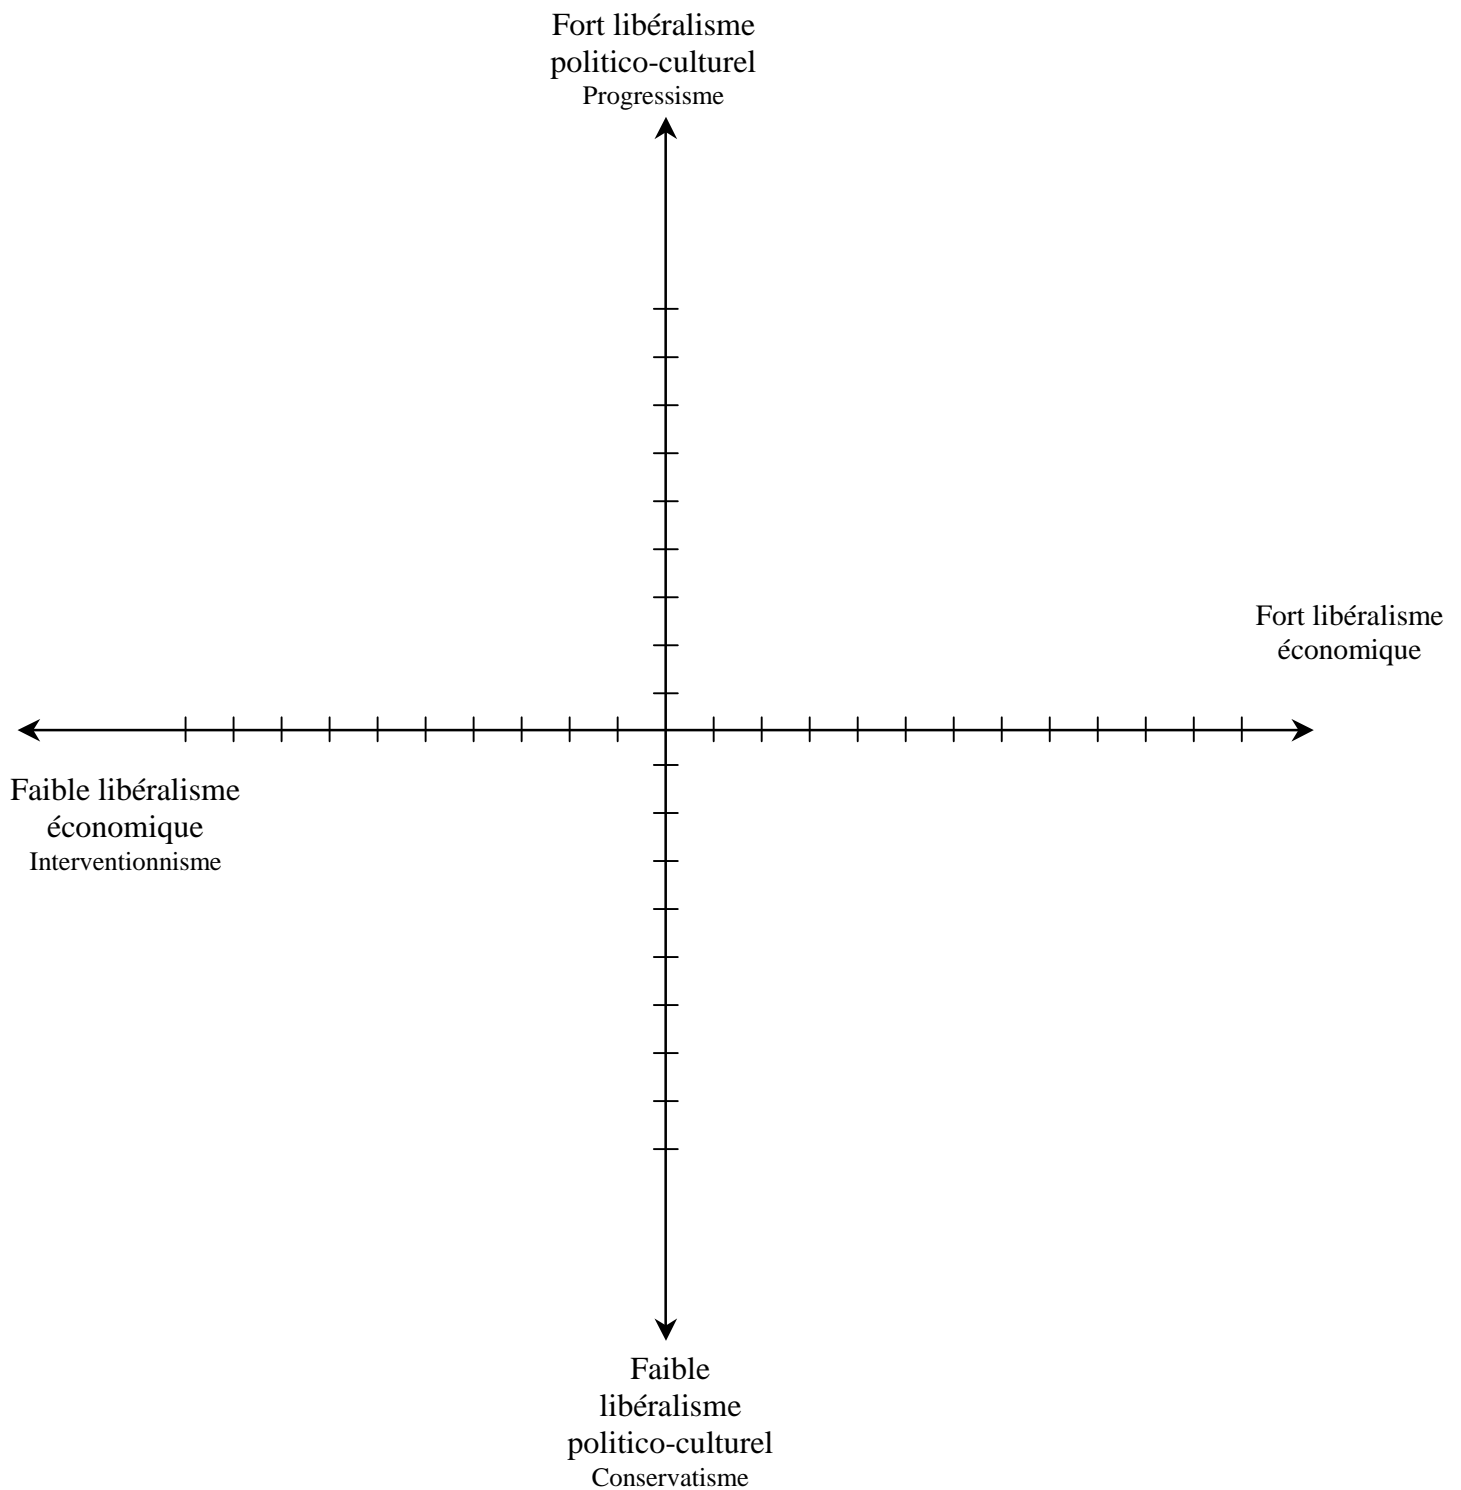 Fort libéralisme
politico-culturel
Progressisme
Fort libéralisme
économique
Faible libéralisme
économique
Interventionnisme
Faible
libéralisme
politico-culturel
Conservatisme